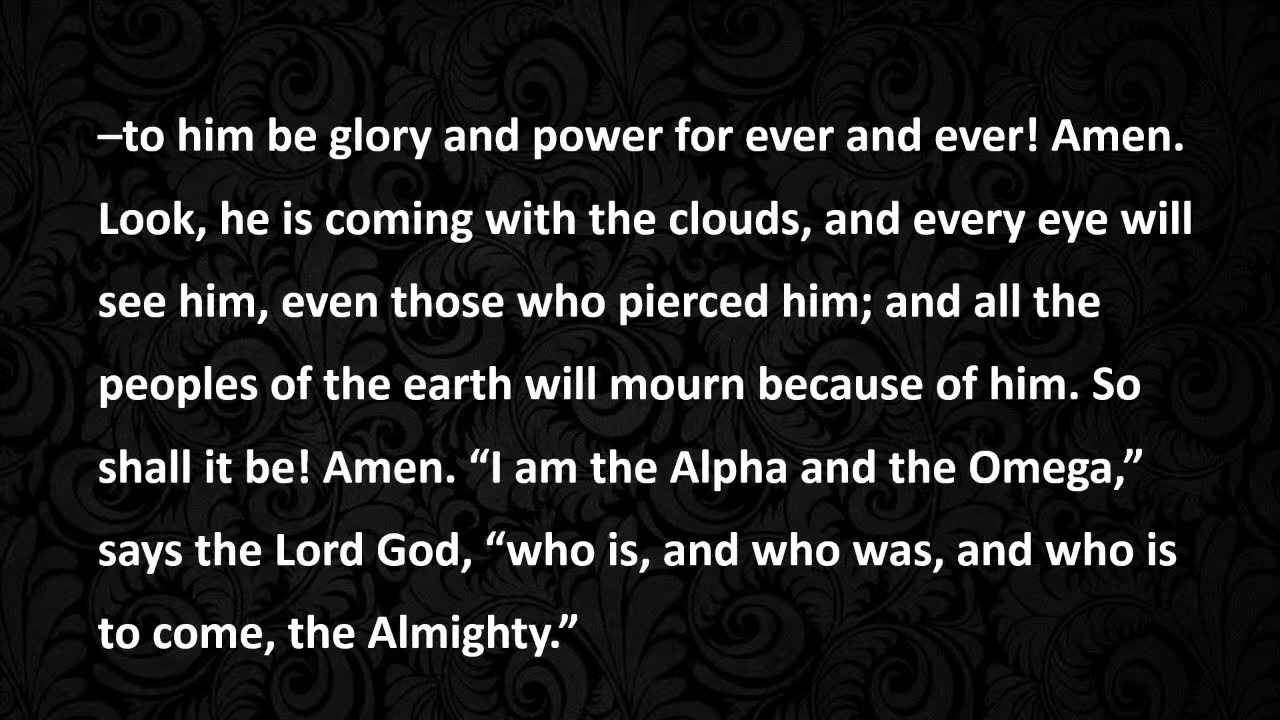 –to him be glory and power for ever and ever! Amen.
Look, he is coming with the clouds, and every eye will
see him, even those who pierced him; and all the
peoples of the earth will mourn because of him. So
shall it be! Amen. “I am the Alpha and the Omega,”
says the Lord God, “who is, and who was, and who is
to come, the Almighty.”